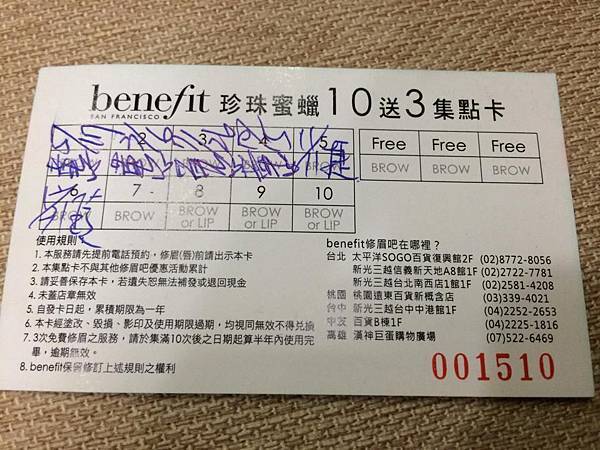 benefit 珍珠蜜蠟10送3集點卡
SAN FRANCISCO
2 3 4 5 Free Free Free
BROW BROW BROW
6 7 8 9 10
BROW BROW BROW or LIP BROW or LIP BROW or LIP
使用規則
1. 本服務請先提前電話預約，修眉(唇)前請出示本卡
2. 本集點卡不與其他修眉吧優惠活動累計
3. 請妥善保存本卡，若遺失恕無法補發或退回現金
4. 未蓋店章無效
5. 自發卡日起，累積期限為一年
6. 本卡經塗改、毀損、影印及使用期限過期，均視同無效不得兌換
7. 3次免費修眉之服務，請於集滿10次後之日期起算半年內使用完
畢，逾期無效。
8. benefit保留修訂上述規則之權利
benefit修眉吧在哪裡？
台北 太平洋SOGO百貨復興館2F (02)8772-8056
新光三越信義新天地A8館1F (02)2722-7781
新光三越台北南西店1館1F (02)2581-4208
桃園 桃園遠東百貨新概念店 (03)339-4021
台中 新光三越台中中港館1F (04)2252-2653
中友 百貨B棟1F (04)2225-1816
高雄 漢神巨蛋購物廣場 (07)522-6469
001510